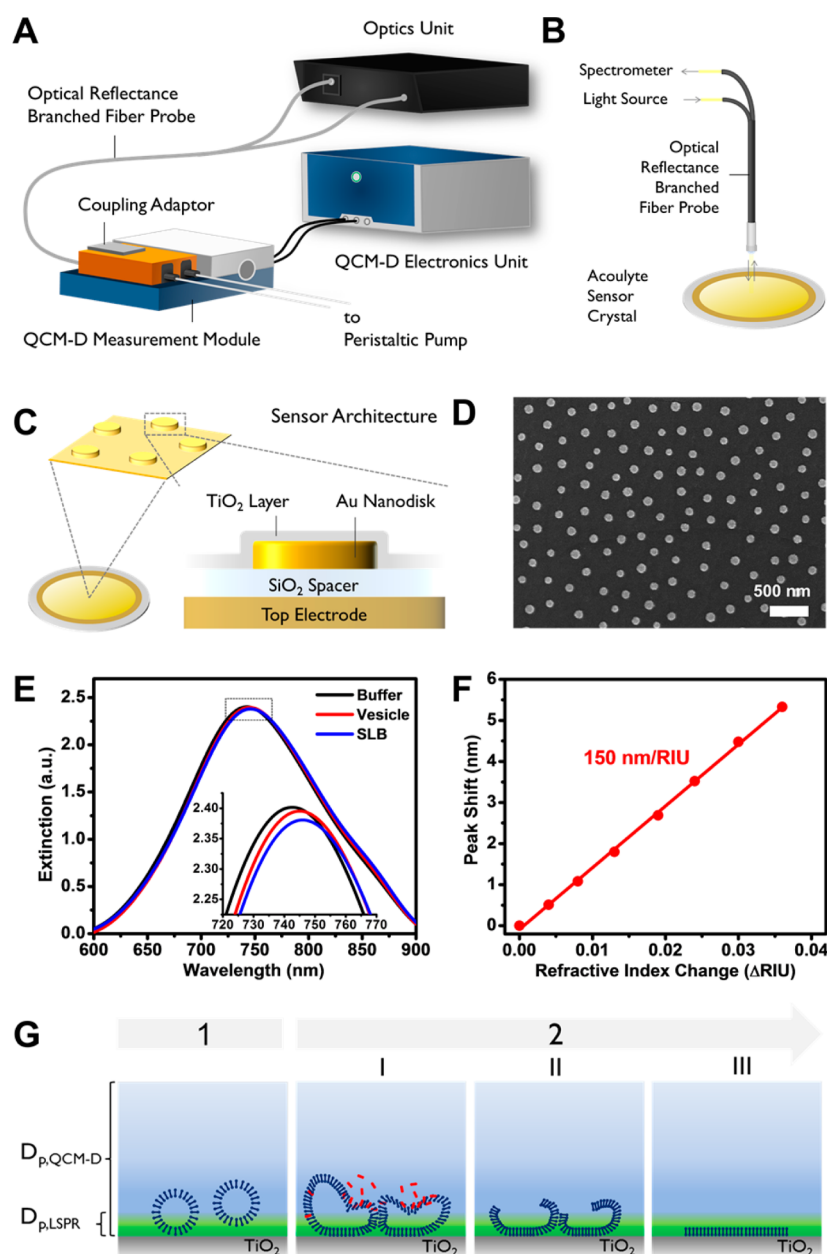 A
Optics Unit
Optical Reflectance
Branched Fiber Probe
Coupling Adaptor
QCM-D Electronics Unit
QCM-D Measurement Module
to
Peristaltic Pump
B
Spectrometer
Light Source
Optical
Reflectance
Branched
Fiber Probe
Acoulyte
Sensor
Crystal
C
Sensor Architecture
TiO2 Layer
Au Nanodisk
SiO2 Spacer
Top Electrode
D
500 nm
E
Extinction (a.u.)
2.5
2.0
1.5
1.0
0.5
0.0
Buffer
Vesicle
SLB
2.40
2.35
2.30
2.25
720 730 740 750 760 770
600 650 700 750 800 850 900
Wavelength (nm)
F
Peak Shift (nm)
6
5
4
3
2
1
0
150 nm/RIU
0.00 0.01 0.02 0.03 0.04
Refractive Index Change (ΔRIU)
G
1
2
I
II
III
Dp,QCM-D
Dp,LSPR
TiO2
TiO2
TiO2
TiO2